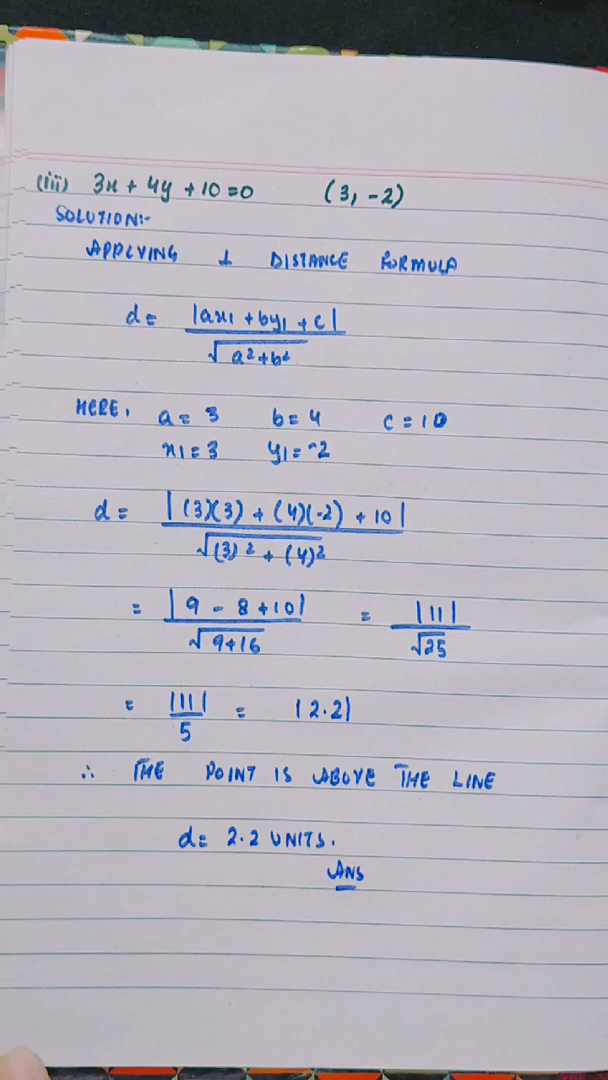 (iii) 3x + 4y + 10 = 0 (3, -2)
SOLUTION:-
APPLYING ⊥ DISTANCE FORMULA
d = |ax₁ + by₁ + c|
√a²+b²
HERE, a = 3 b = 4 c = 10
x₁ = 3 y₁ = -2
d = |(3)(3) + (4)(-2) + 10|
√(3)² + (4)²
= |9 - 8 + 10| = |11|
√9+16 √25
= |11| = |2.2|
5
∴ THE POINT IS ABOVE THE LINE
d = 2.2 UNITS.
ANS